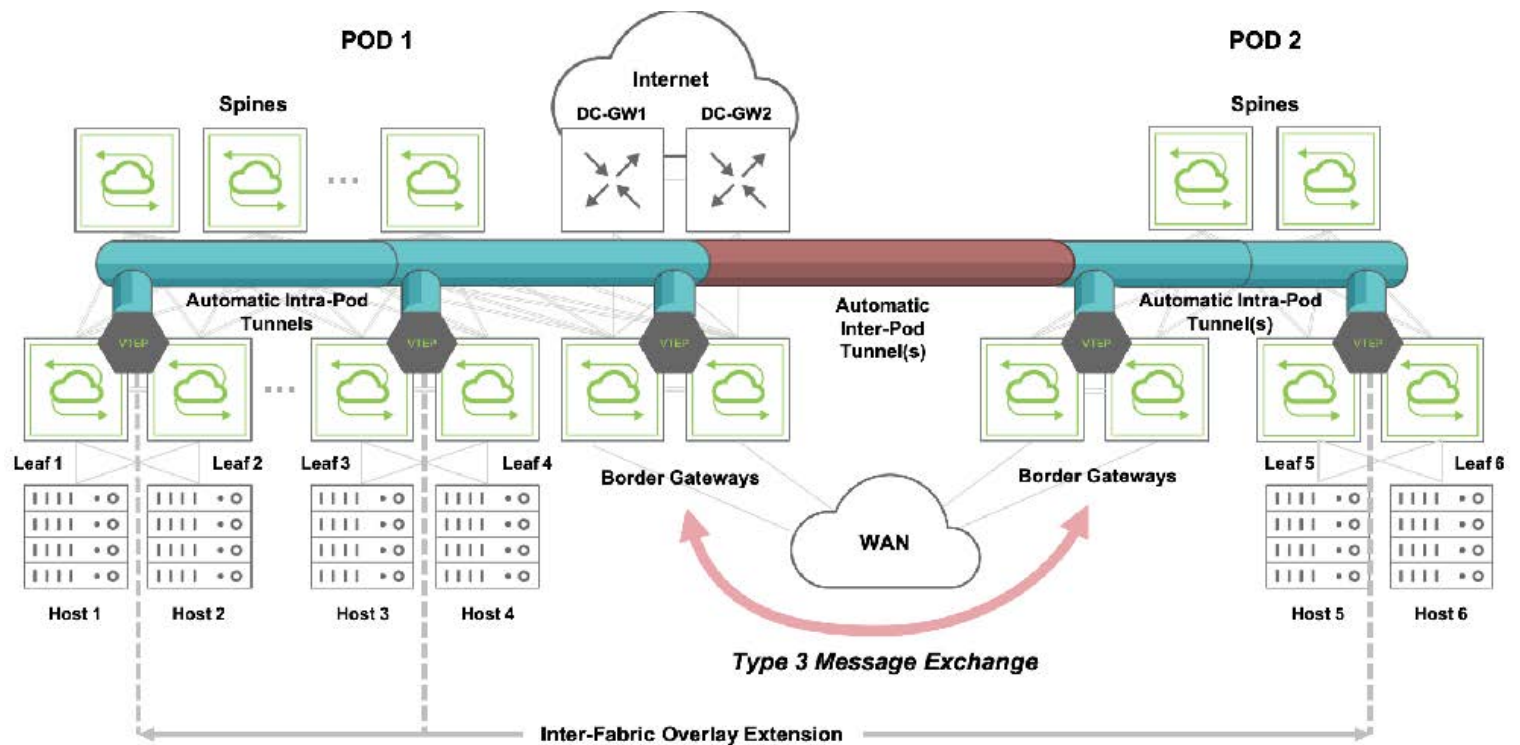 POD 1
POD 2
Internet
Spines
DC-GW1
DC-GW2
Spines
...
...
Automatic Intra-Pod
Tunnels
Automatic
Inter-Pod
Tunnel(s)
Automatic Intra-Pod
Tunnel(s)
VTEP
VTEP
VTEP
VTEP
VTEP
Leaf 1
Leaf 2
Leaf 3
Leaf 4
Border Gateways
Border Gateways
Leaf 5
Leaf 6
WAN
Host 1
Host 2
Host 3
Host 4
Host 5
Host 6
Type 3 Message Exchange
Inter-Fabric Overlay Extension